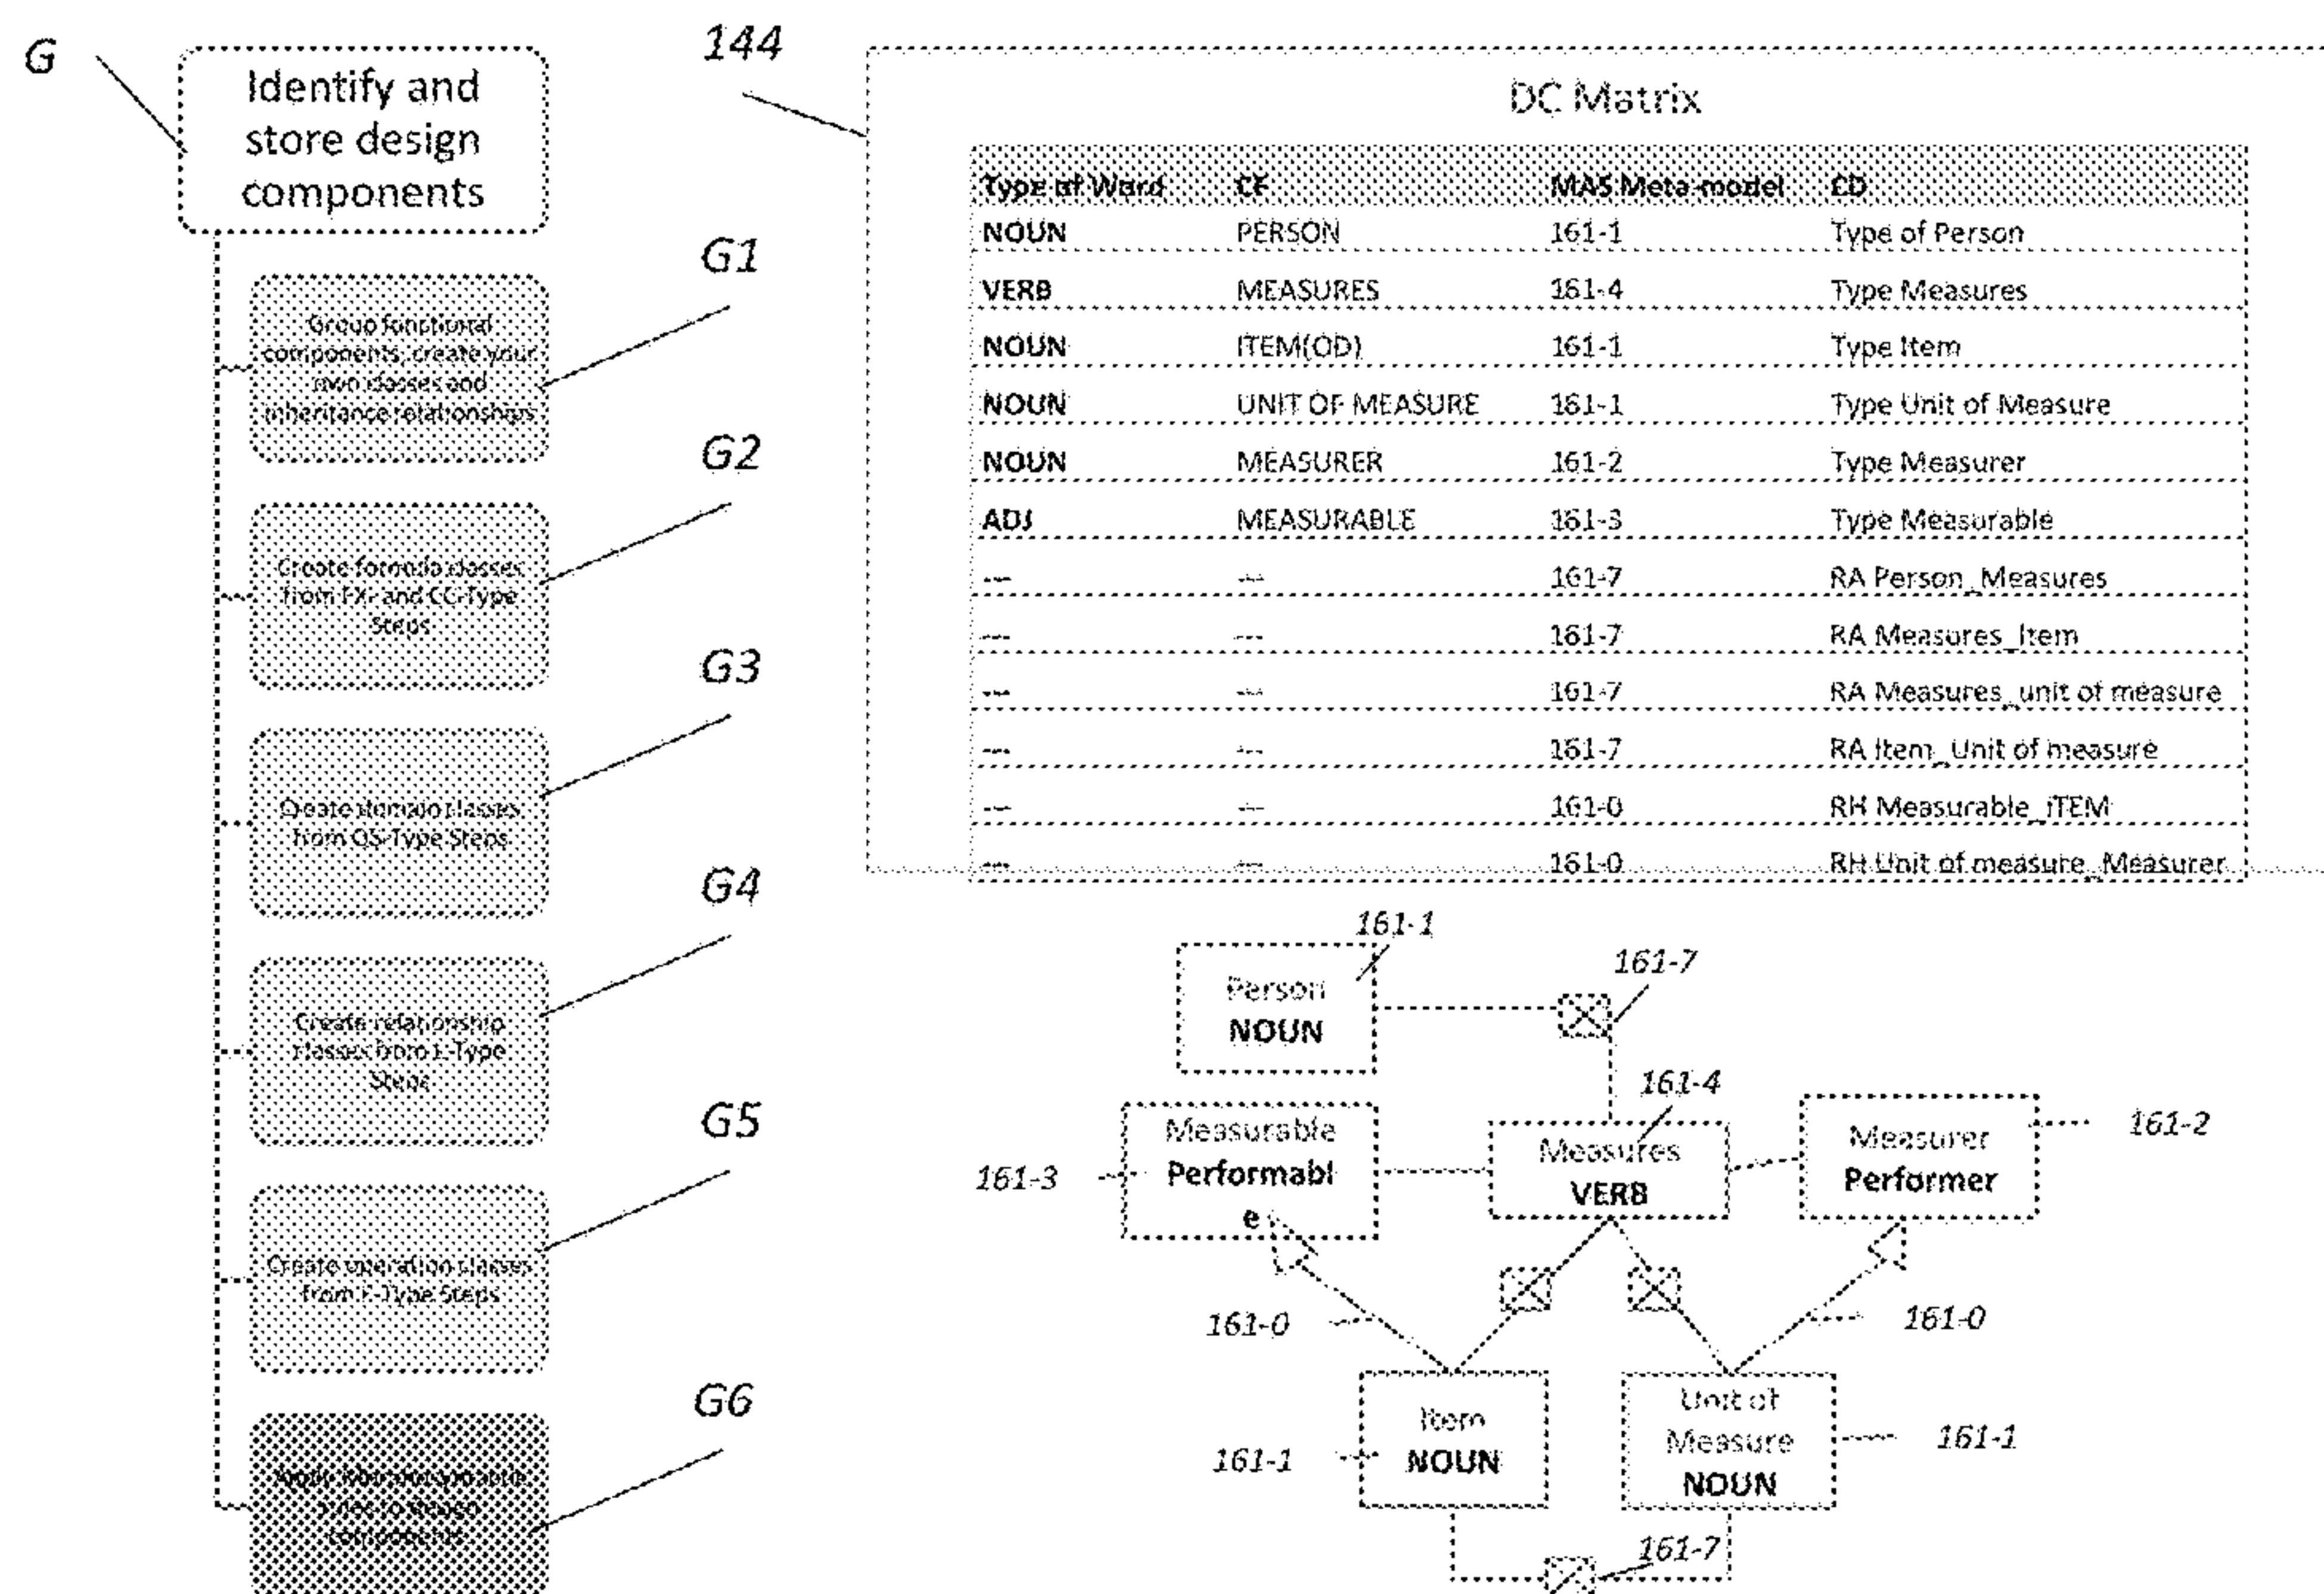 G
Identify and
store design
components
G1
Group functional
components, create your
own classes and
inheritance relationships
G2
Create formula classes
from FX- and CC-Type
Steps
G3
Create domain classes
from QS-Type Steps
G4
Create relationship
classes from L-Type
Steps
G5
Create operation classes
from F-Type Steps
G6
Apply
rules to design
components
144
DC Matrix
Type of Word CF MAS Meta-model CD
NOUN PERSON 161-1 Type of Person
VERB MEASURES 161-4 Type Measures
NOUN ITEM(OD) 161-1 Type Item
NOUN UNIT OF MEASURE 161-1 Type Unit of Measure
NOUN MEASURER 161-2 Type Measurer
ADJ MEASURABLE 161-3 Type Measurable
--- --- 161-7 RA Person_Measures
--- --- 161-7 RA Measures_Item
--- --- 161-7 RA Measures_unit of measure
--- --- 161-7 RA Item_Unit of measure
--- --- 161-0 RH Measurable_iTEM
--- --- 161-0 RH Unit of measure_Measurer
161-1
Person
NOUN
161-7
161-4
Measurable
Performabl
e
161-3
Measures
VERB
Measurer
Performer
161-2
161-0
161-0
Item
NOUN
161-1
Unit of
Measure
NOUN
161-1
161-7